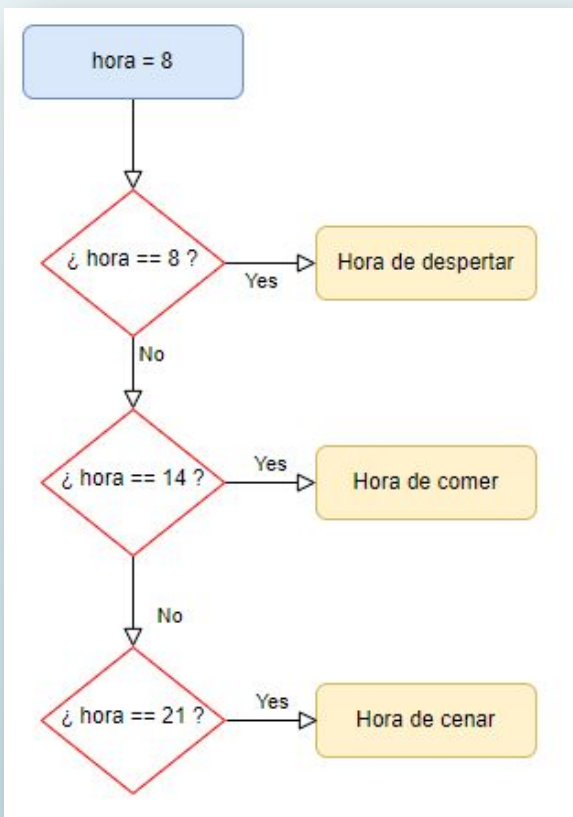 hora = 8
¿ hora == 8 ?
Yes
Hora de despertar
No
¿ hora == 14 ?
Yes
Hora de comer
No
¿ hora == 21 ?
Yes
Hora de cenar